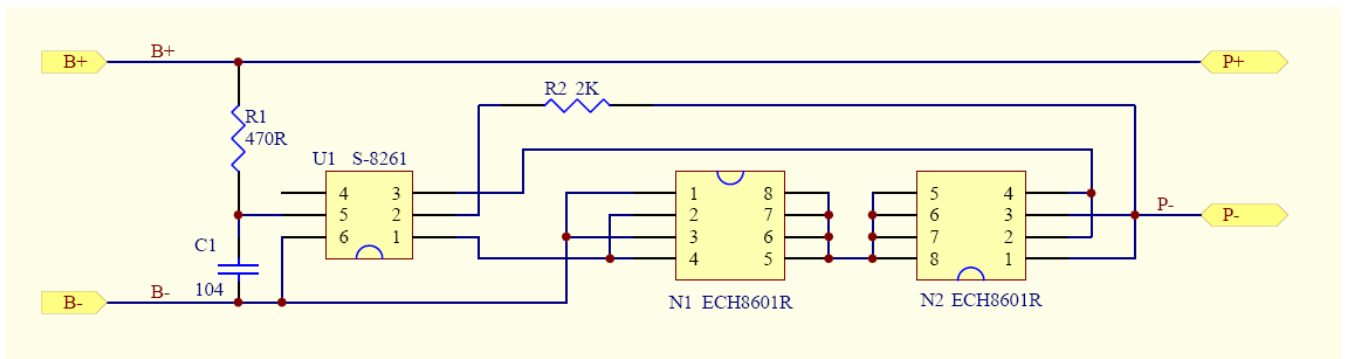 B+
B+
P+
R2 2K
R1
470R
U1 S-8261
4 3
5 2
6 1
1 8
2 7
3 6
4 5
5 4
6 3
7 2
8 1
P-
P-
C1
104
B-
B-
N1 ECH8601R
N2 ECH8601R